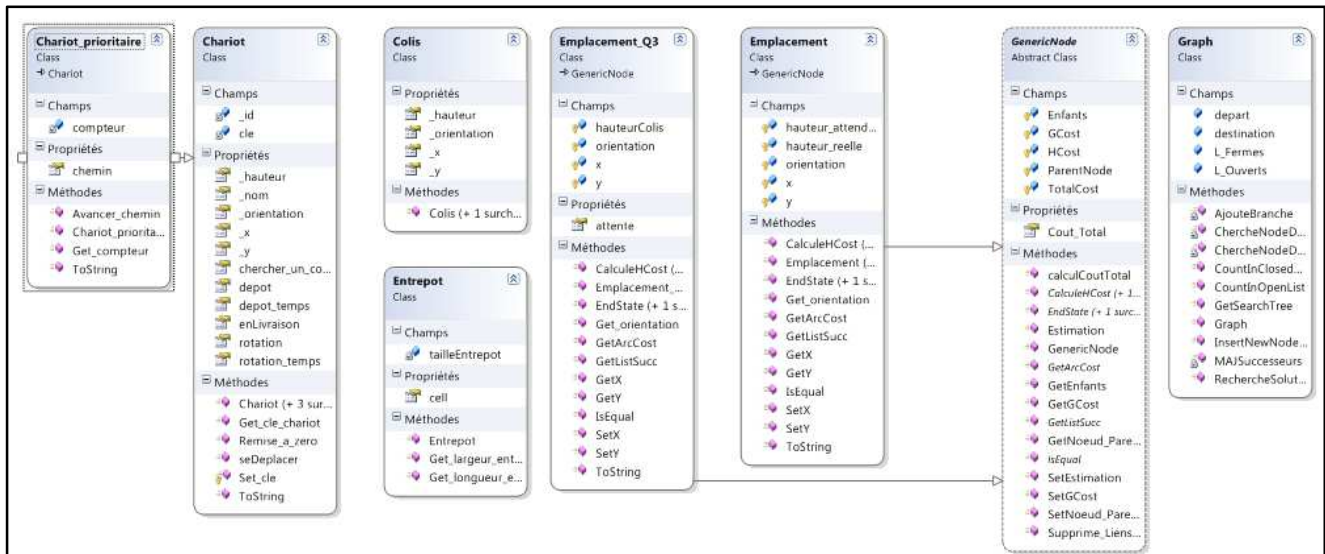 Chariot_prioritaire
Class
Chariot
Champs
compteur
Propriétés
chemin
Méthodes
Avancer_chemin
Chariot_priorita...
Get_compteur
ToString
Chariot
Class
Champs
_id
cle
Propriétés
_hauteur
_nom
_orientation
_x
_y
chercher_un_co...
depot
depot_temps
enLivraison
rotation
rotation_temps
Méthodes
Chariot (+ 3 sur...
Get_cle_chariot
Remise_a_zero
seDeplacer
Set_cle
ToString
Colis
Class
Propriétés
_hauteur
_orientation
_x
_y
Méthodes
Colis (+ 1 surch...
Entrepot
Class
Champs
tailleEntrepot
Propriétés
cell
Méthodes
Entrepot
Get_largeur_ent...
Get_longueur_e...
Emplacement_Q3
Class
GenericNode
Champs
hauteurColis
orientation
x
y
Propriétés
attente
Méthodes
CalculeHCost (...
Emplacement_...
EndState (+ 1 s...
Get_orientation
GetArcCost
GetListSucc
GetX
GetY
IsEqual
SetX
SetY
ToString
Emplacement
Class
GenericNode
Champs
hauteur_attend...
hauteur_reelle
orientation
x
y
Méthodes
CalculeHCost (...
Emplacement (...
EndState (+ 1 s...
Get_orientation
GetArcCost
GetListSucc
GetX
GetY
IsEqual
SetX
SetY
ToString
GenericNode
Abstract Class
Champs
Enfants
GCost
HCost
ParentNode
TotalCost
Propriétés
Cout_Total
Méthodes
calculCoutTotal
CalculeHCost (+ 1...
EndState (+ 1 surc...
Estimation
GenericNode
GetArcCost
GetEnfants
GetGCost
GetListSucc
GetNoeud_Pare...
IsEqual
SetEstimation
SetGCost
SetNoeud_Pare...
Supprime_Liens...
Graph
Class
Champs
depart
destination
L_Fermes
L_Ouverts
Méthodes
AjouteBranche
ChercheNodeD...
ChercheNodeD...
CountInClosed...
CountInOpenList
GetSearchTree
Graph
InsertNewNode...
MAJSuccesseurs
RechercheSolut...